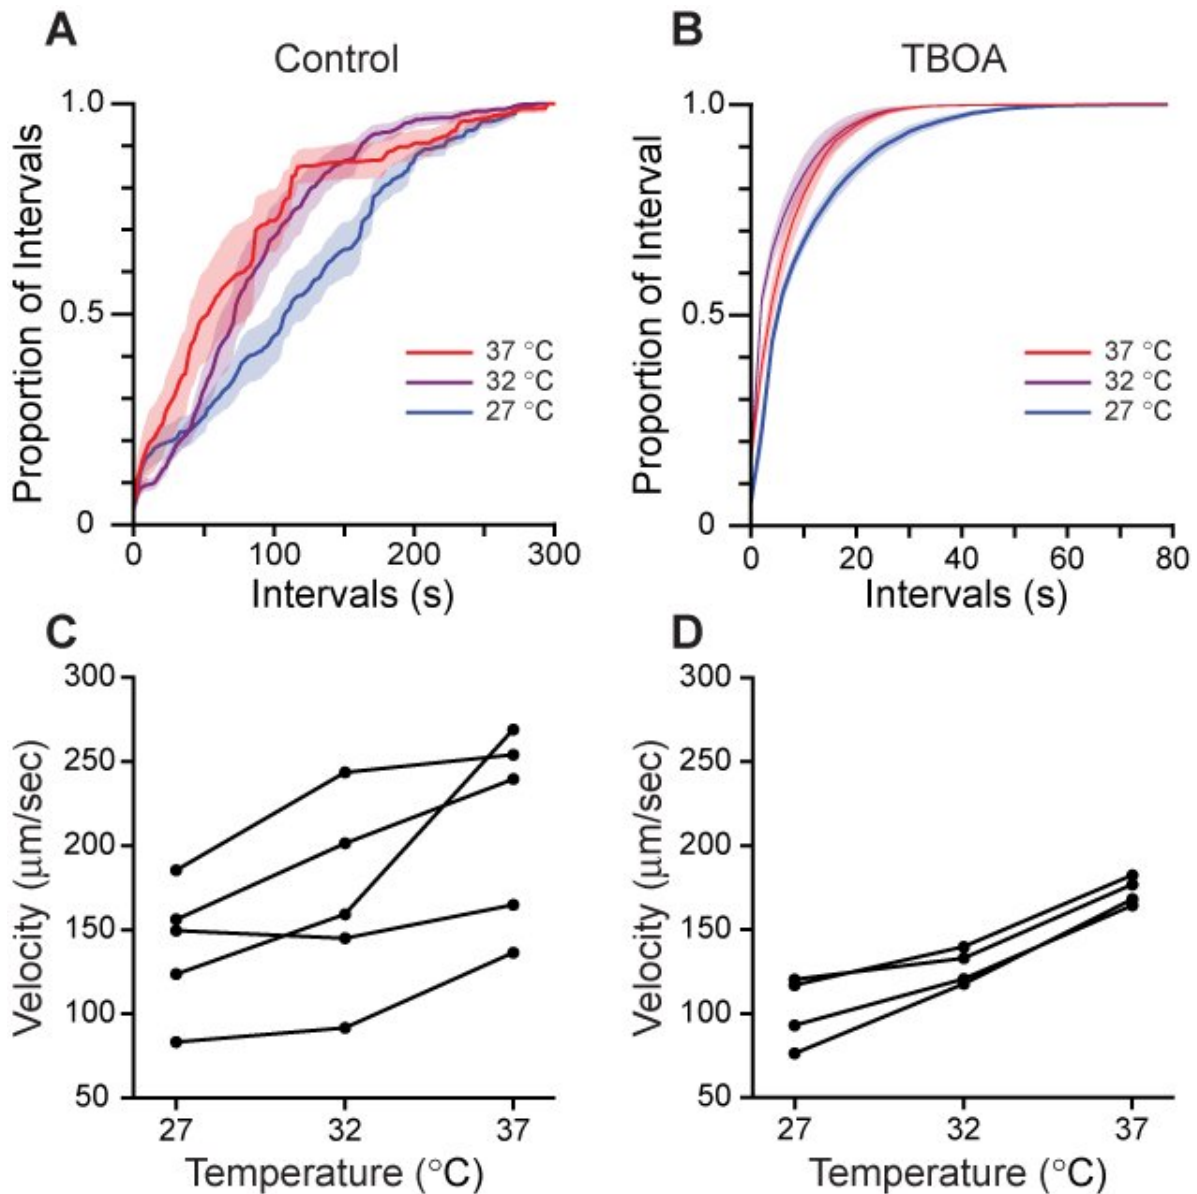 A
Control
Proportion of Intervals
1.0
0.5
0
37 °C
32 °C
27 °C
0 100 200 300
Intervals (s)
B
TBOA
Proportion of Interval
1.0
0.5
0
37 °C
32 °C
27 °C
0 20 40 60 80
Intervals (s)
C
Velocity (μm/sec)
300
250
200
150
100
50
27 32 37
Temperature (°C)
D
Velocity (μm/sec)
300
250
200
150
100
50
27 32 37
Temperature (°C)